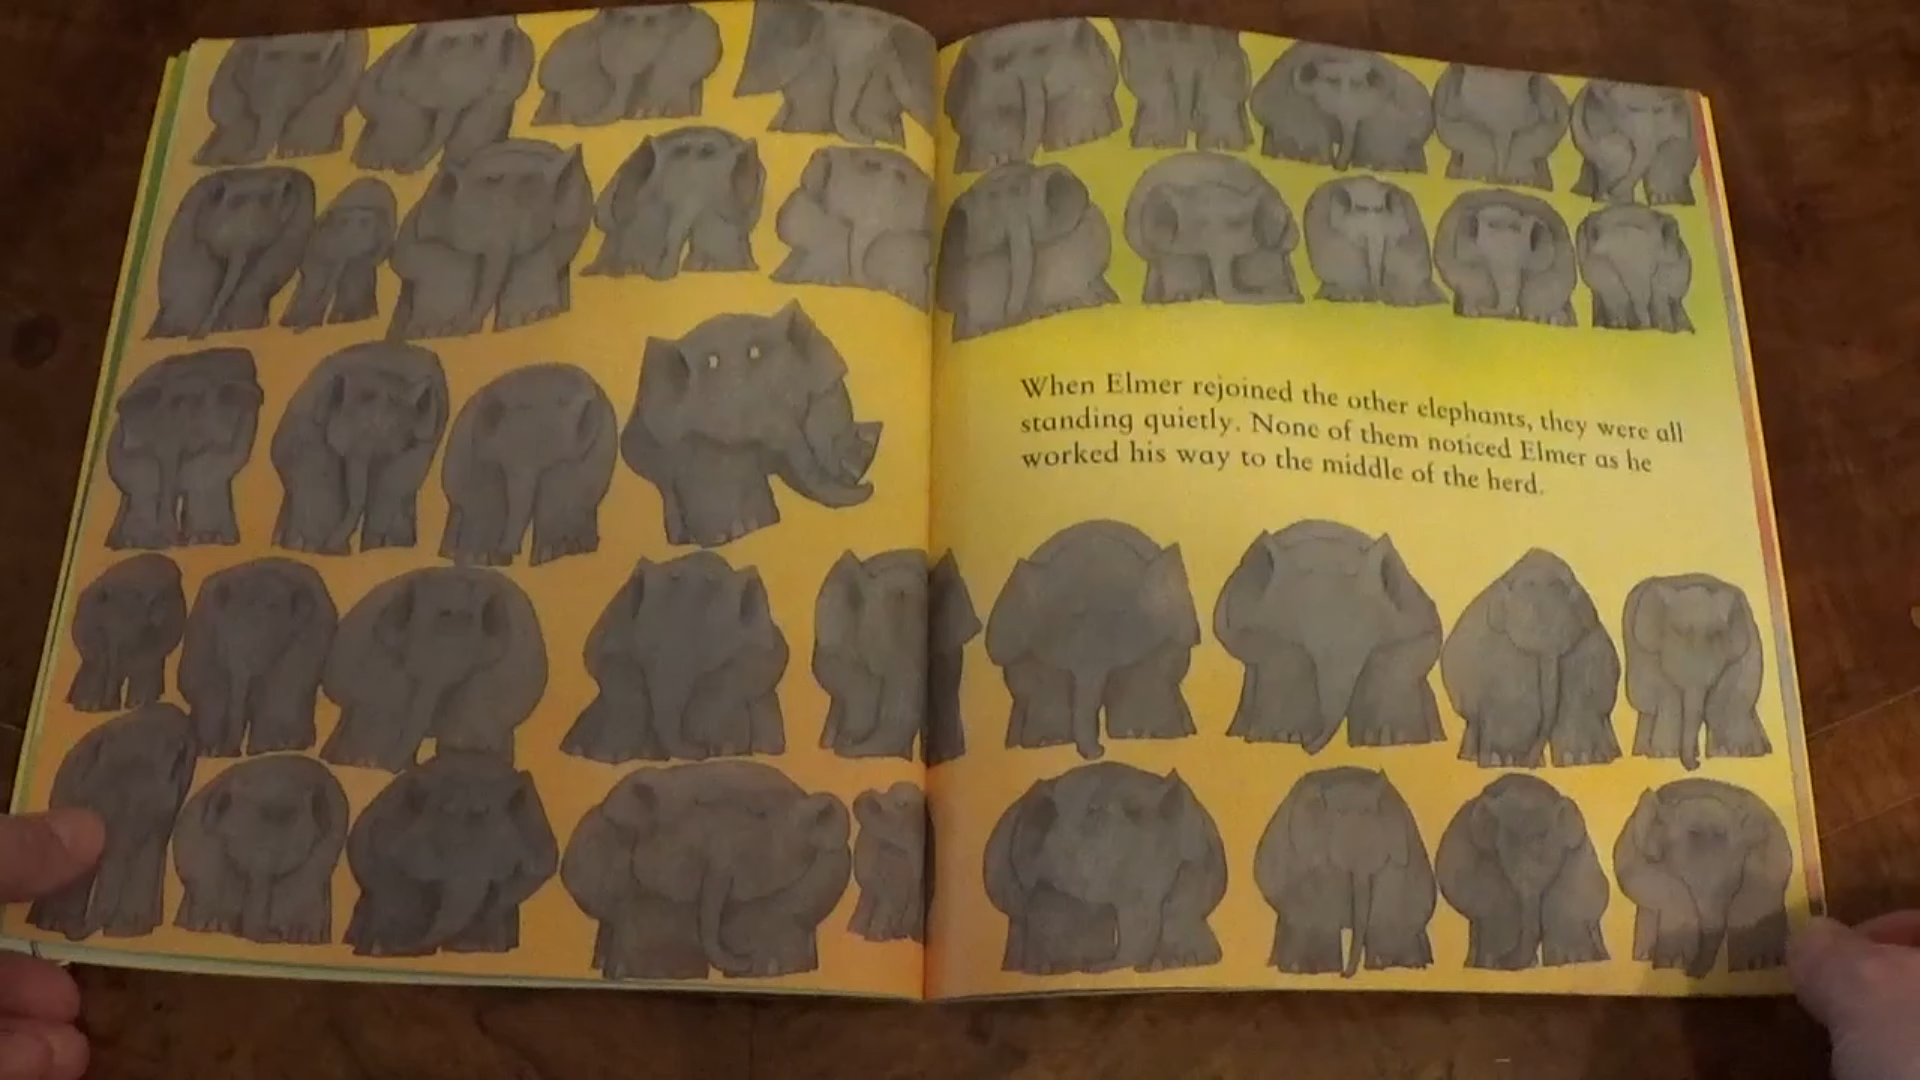 When Elmer rejoined the other elephants, they were all
standing quietly. None of them noticed Elmer as he
worked his way to the middle of the herd.